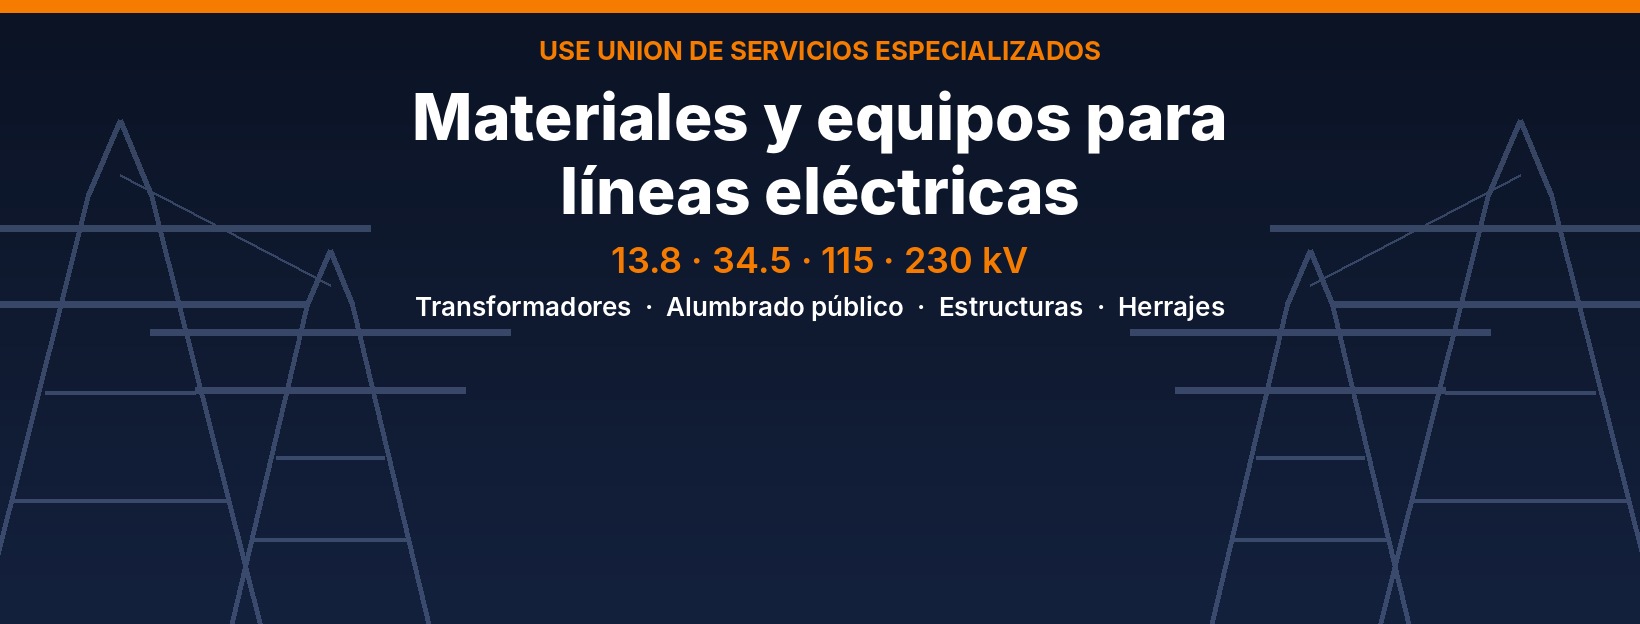 USE UNION DE SERVICIOS ESPECIALIZADOS
Materiales y equipos para
líneas eléctricas
13.8 · 34.5 · 115 · 230 kV
Transformadores · Alumbrado público · Estructuras · Herrajes